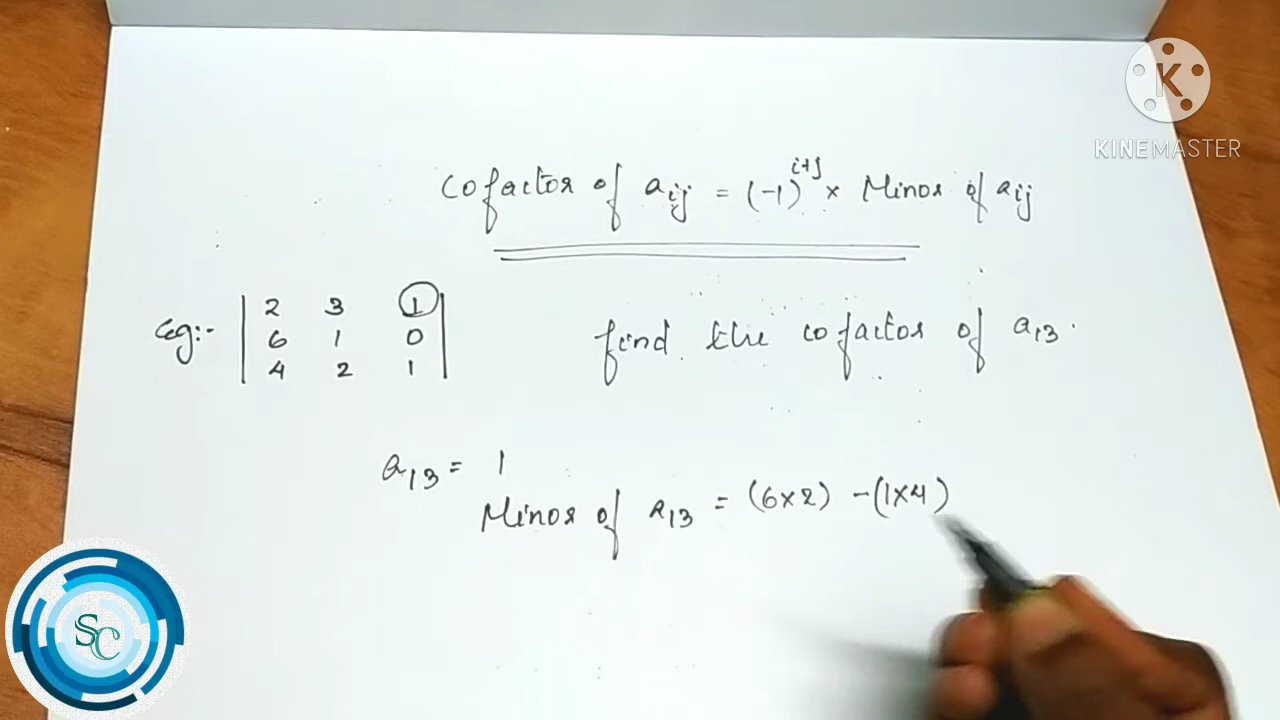 KINEMASTER
Cofactor of aij = (-1)^i+j × Minor of aij
eg:- | 2 3 1 |
| 6 1 0 |
| 4 2 1 |
find the cofactor of a13.
a13 = 1
Minor of a13 = (6×2) - (1×4)
SC